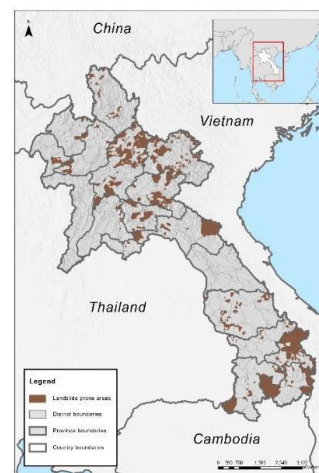 China
Vietnam
Thailand
Cambodia
Legend
Landslide prone areas
District boundaries
Province boundaries
Country boundaries